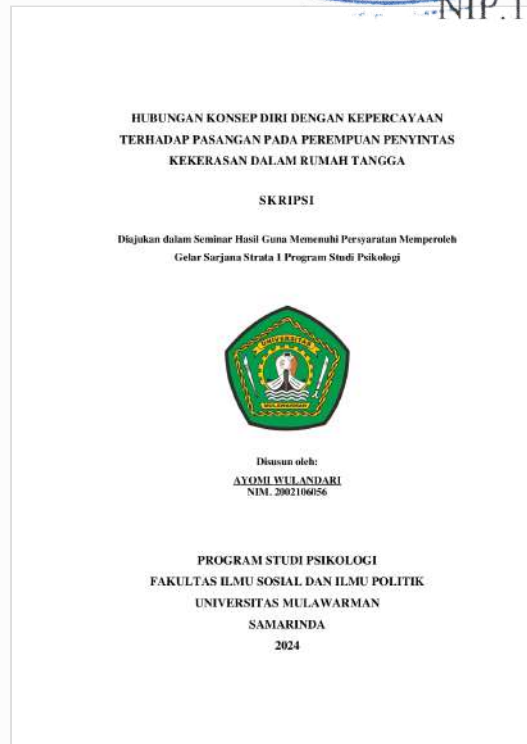 NIP.1
HUBUNGAN KONSEP DIRI DENGAN KEPERCAYAAN
TERHADAP PASANGAN PADA PEREMPUAN PENYINTAS
KEKERASAN DALAM RUMAH TANGGA
SKRIPSI
Diajukan dalam Seminar Hasil Guna Memenuhi Persyaratan Memperoleh
Gelar Sarjana Strata 1 Program Studi Psikologi
UNIVERSITAS
MULAWARMAN
Disusun oleh:
AYOMI WULANDARI
NIM. 2002106056
PROGRAM STUDI PSIKOLOGI
FAKULTAS ILMU SOSIAL DAN ILMU POLITIK
UNIVERSITAS MULAWARMAN
SAMARINDA
2024